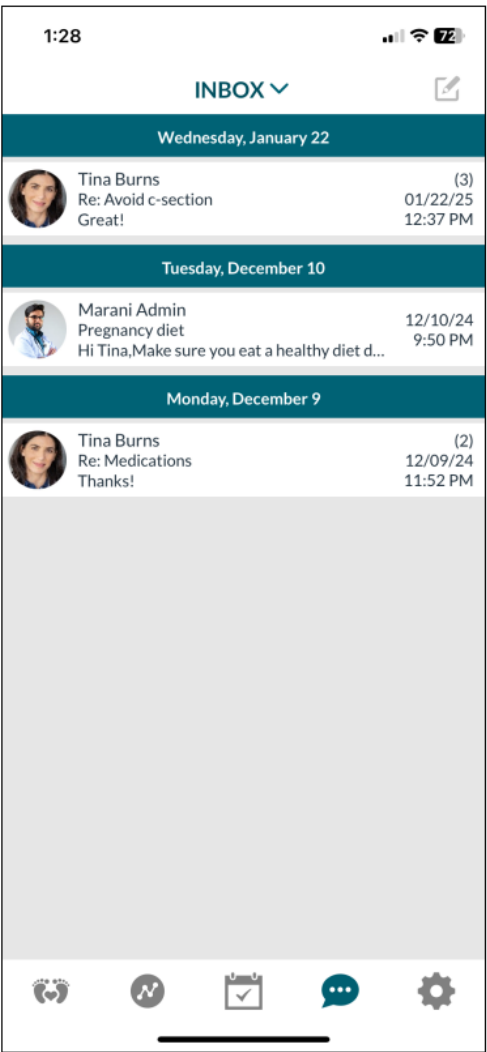 1:28
72
INBOX
Wednesday, January 22
Tina Burns
(3)
Re: Avoid c-section
01/22/25
Great!
12:37 PM
Tuesday, December 10
Marani Admin
12/10/24
Pregnancy diet
9:50 PM
Hi Tina,Make sure you eat a healthy diet d...
Monday, December 9
Tina Burns
(2)
Re: Medications
12/09/24
Thanks!
11:52 PM